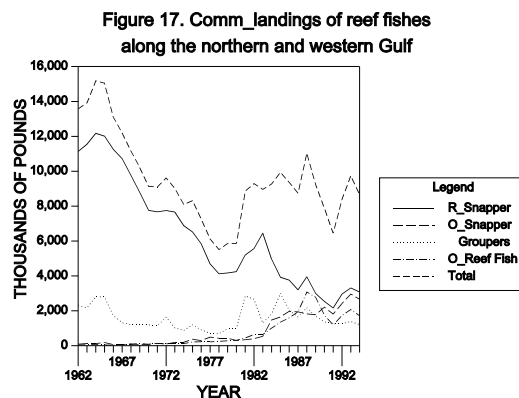 Figure 17. Comm_landings of reef fishes
along the northern and western Gulf
THOUSANDS OF POUNDS
16,000
14,000
12,000
10,000
8,000
6,000
4,000
2,000
0
1962
1967
1972
1977
1982
1987
1992
YEAR
Legend
R_Snapper
O_Snapper
Groupers
O_Reef Fish
Total